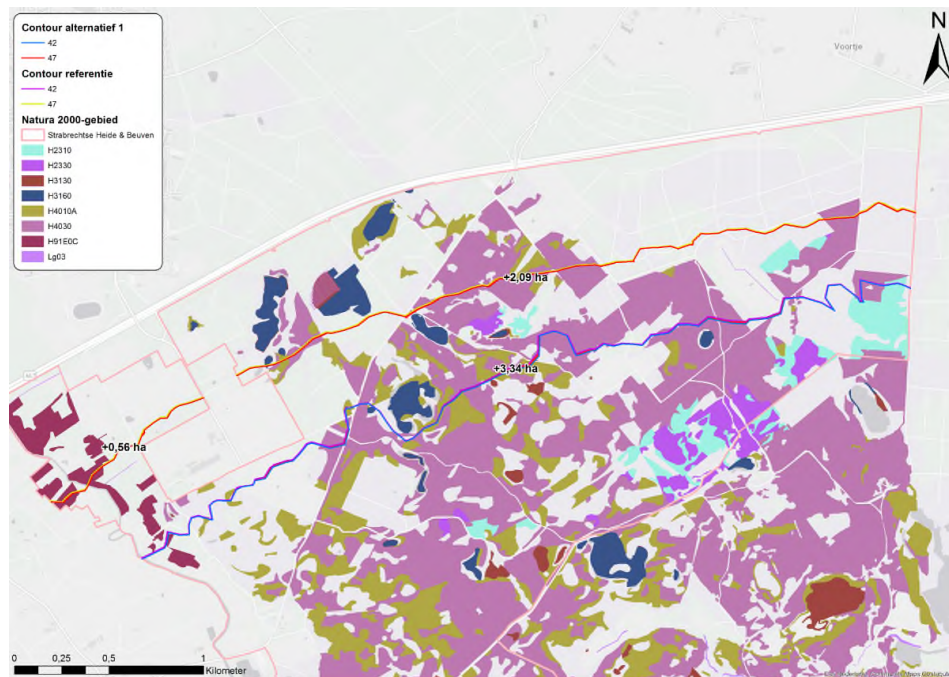 Contour alternatief 1
42
47
Contour referentie
42
47
Natura 2000-gebied
Strabrechtse Heide & Beuven
H2310
H2330
H3130
H3160
H4010A
H4030
H91E0C
Lg03
N
Voortje
+2,09 ha
+3,34 ha
+0,56 ha
0 0,25 0,5 1
Kilometer